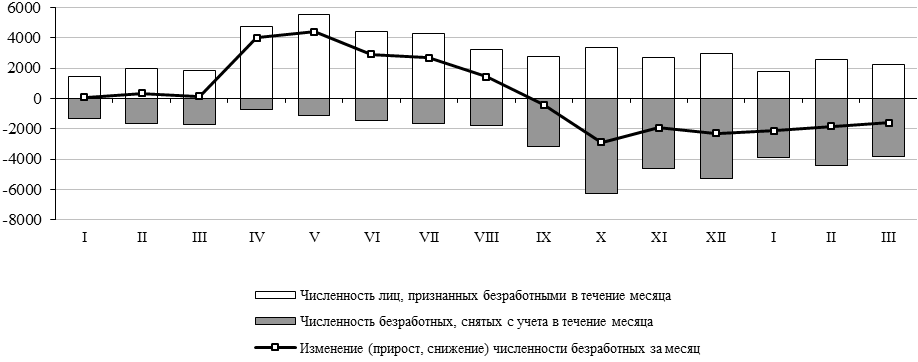 6000
4000
2000
0
-2000
-4000
-6000
-8000
I II III IV V VI VII VIII IX X XI XII I II III
Численность лиц, признанных безработными в течение месяца
Численность безработных, снятых с учета в течение месяца
Изменение (прирост, снижение) численности безработных за месяц